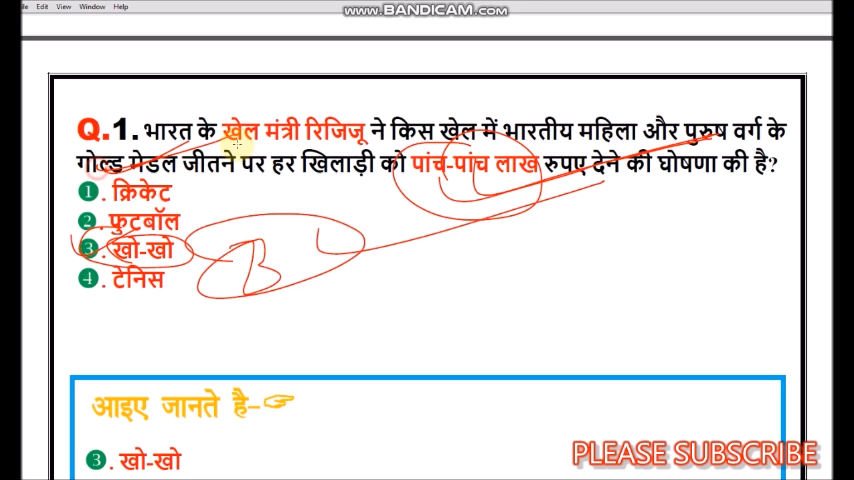 File Edit View Window Help
www.BANDICAM.com
Q.1. भारत के खेल मंत्री रिजिजू ने किस खेल में भारतीय महिला और पुरुष वर्ग के
गोल्ड मेडल जीतने पर हर खिलाड़ी को पांच-पांच लाख रुपए देने की घोषणा की है?
1. क्रिकेट
2. फुटबॉल
3. खो-खो
4. टेनिस
B
आइए जानते है-☞
3. खो-खो
PLEASE SUBSCRIBE